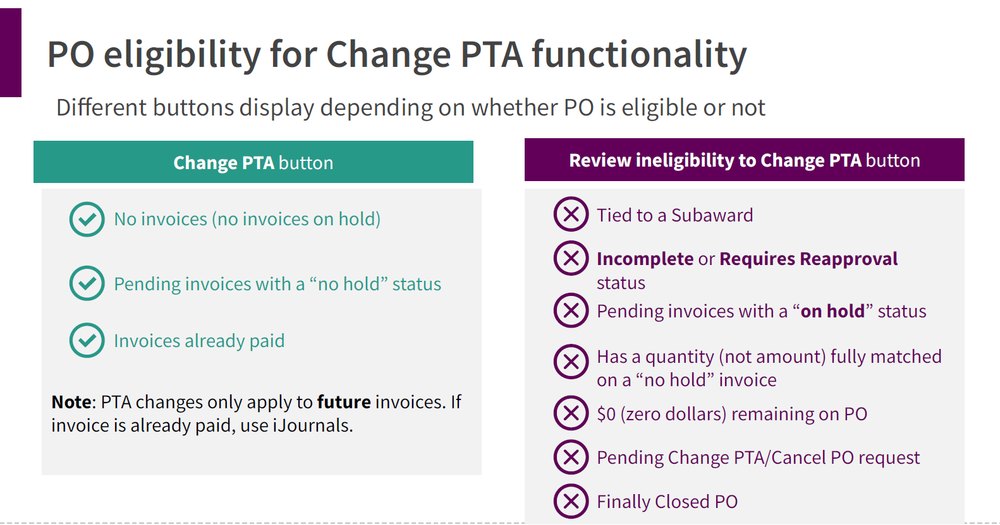 PO eligibility for Change PTA functionality
Different buttons display depending on whether PO is eligible or not
Change PTA button
No invoices (no invoices on hold)
Pending invoices with a “no hold” status
Invoices already paid
Note: PTA changes only apply to future invoices. If
invoice is already paid, use iJournals.
Review ineligibility to Change PTA button
Tied to a Subaward
Incomplete or Requires Reapproval
status
Pending invoices with a “on hold” status
Has a quantity (not amount) fully matched
on a “no hold” invoice
$0 (zero dollars) remaining on PO
Pending Change PTA/Cancel PO request
Finally Closed PO